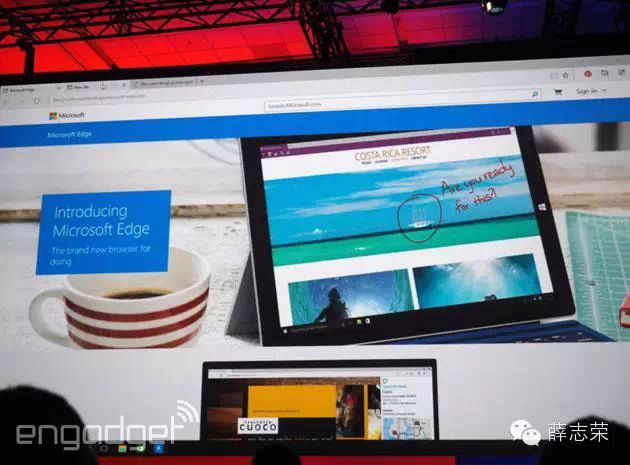 Microsoft Edge
New Tab
Microsoft
Search Microsoft.com
Sign in
Microsoft Edge
COSTA RICA RESORT
Are you ready
for this?!
Introducing
Microsoft Edge
The brand new browser for
doing
CUOCO
engadget
薛志荣